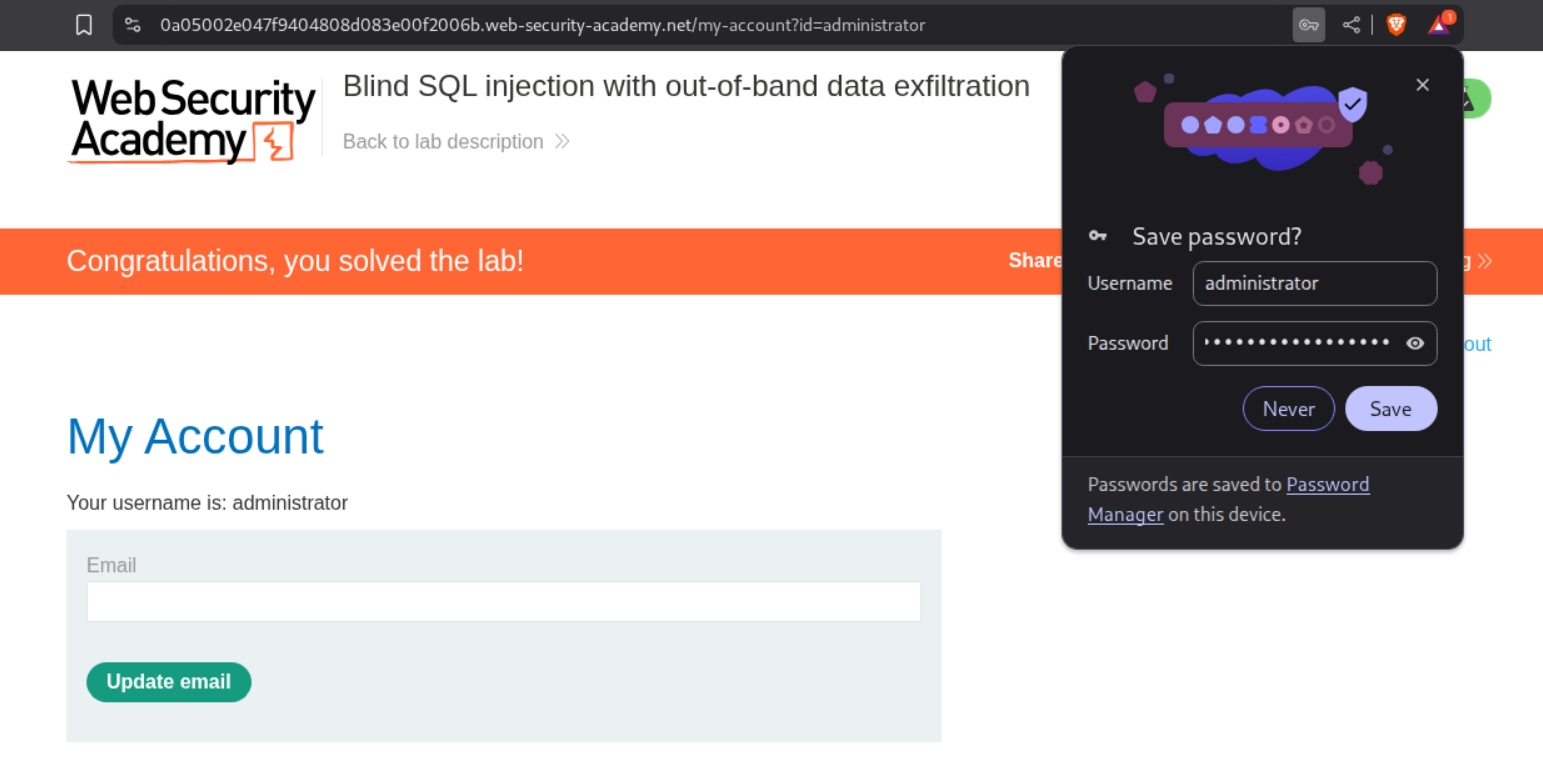 0a05002e047f9404808d083e00f2006b.web-security-academy.net/my-account?id=administrator
1
Web Security
Academy
Blind SQL injection with out-of-band data exfiltration
Back to lab description
Congratulations, you solved the lab!
Share
Save password?
Username
administrator
Password
Never
Save
Passwords are saved to Password
Manager on this device.
out
My Account
Your username is: administrator
Email
Update email